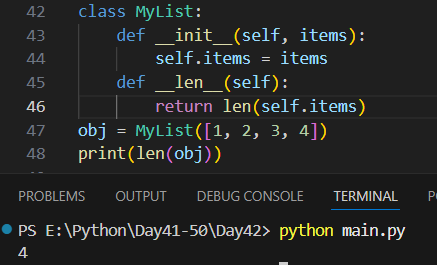 42 class MyList:
43     def __init__(self, items):
44         self.items = items
45     def __len__(self):
46         return len(self.items)
47 obj = MyList([1, 2, 3, 4])
48 print(len(obj))
PROBLEMS OUTPUT DEBUG CONSOLE TERMINAL
PS E:\Python\Day41-50\Day42> python main.py
4